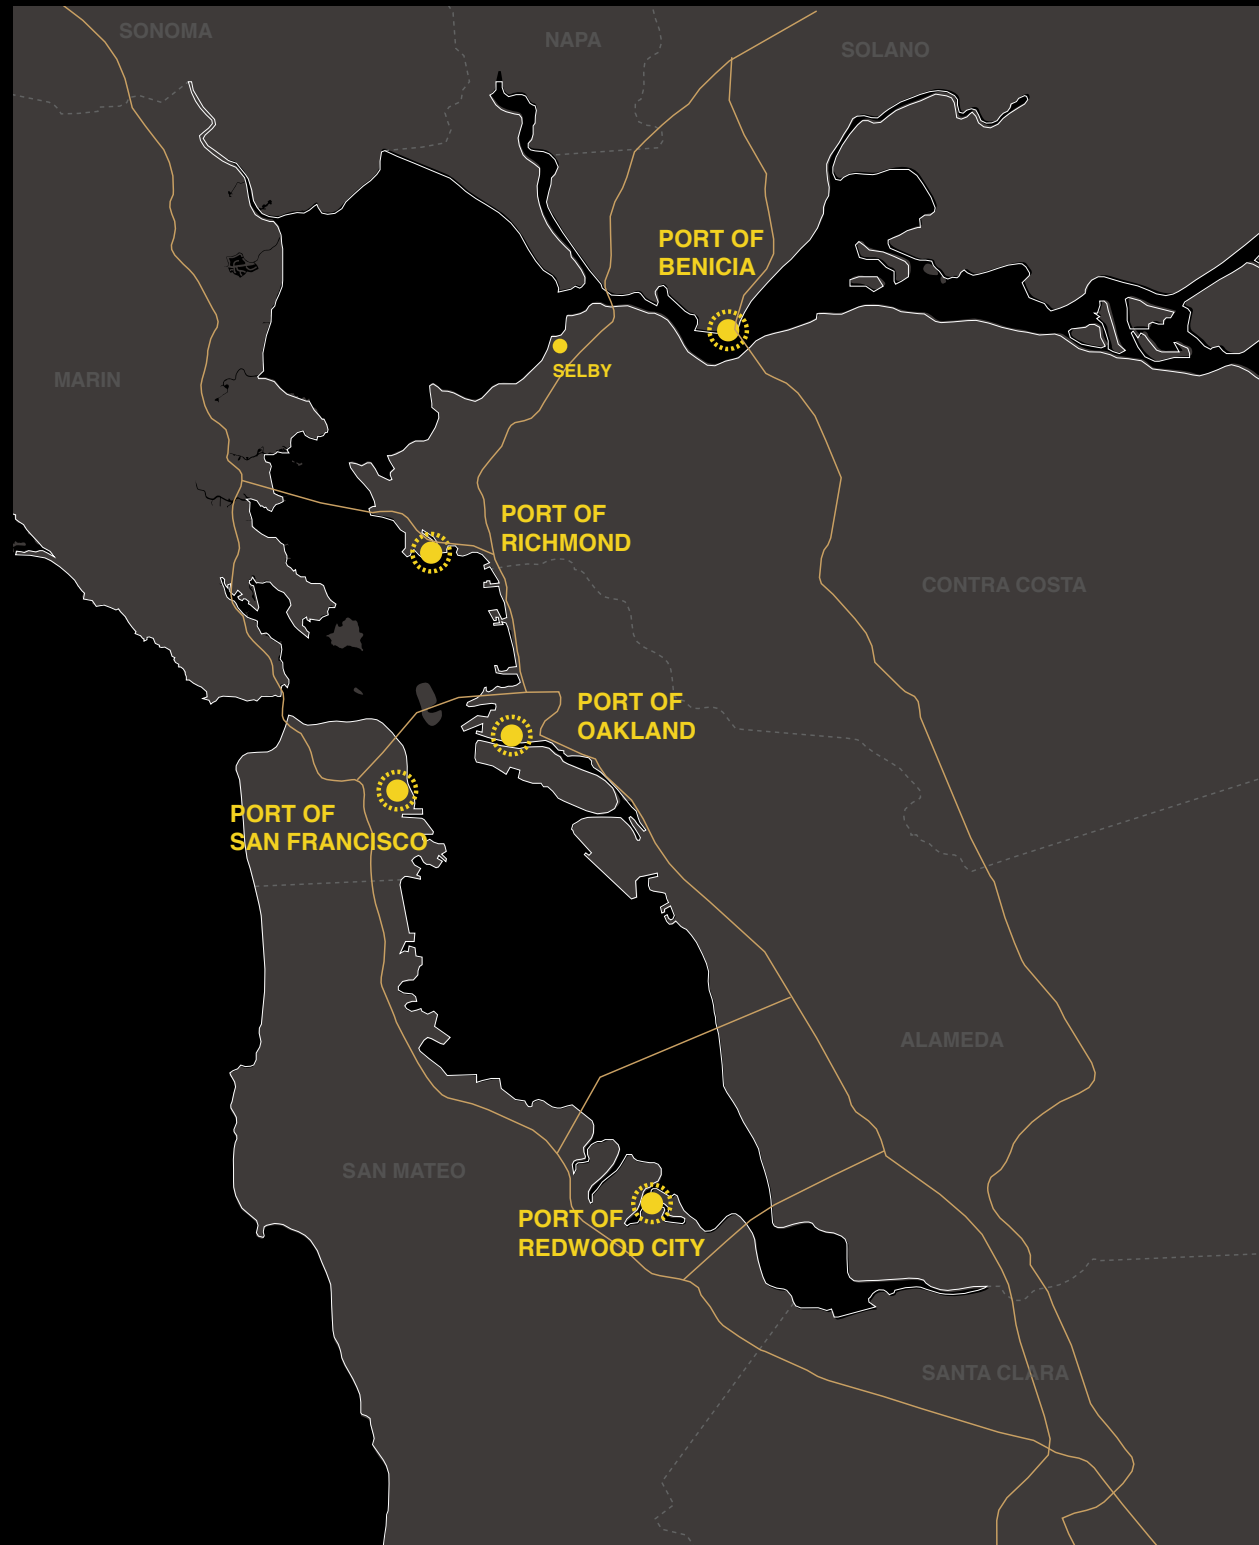 SONOMA
NAPA
SOLANO
PORT OF
BENICIA
SELBY
MARIN
PORT OF
RICHMOND
CONTRA COSTA
PORT OF
OAKLAND
PORT OF
SAN FRANCISCO
ALAMEDA
SAN MATEO
PORT OF
REDWOOD CITY
SANTA CLARA